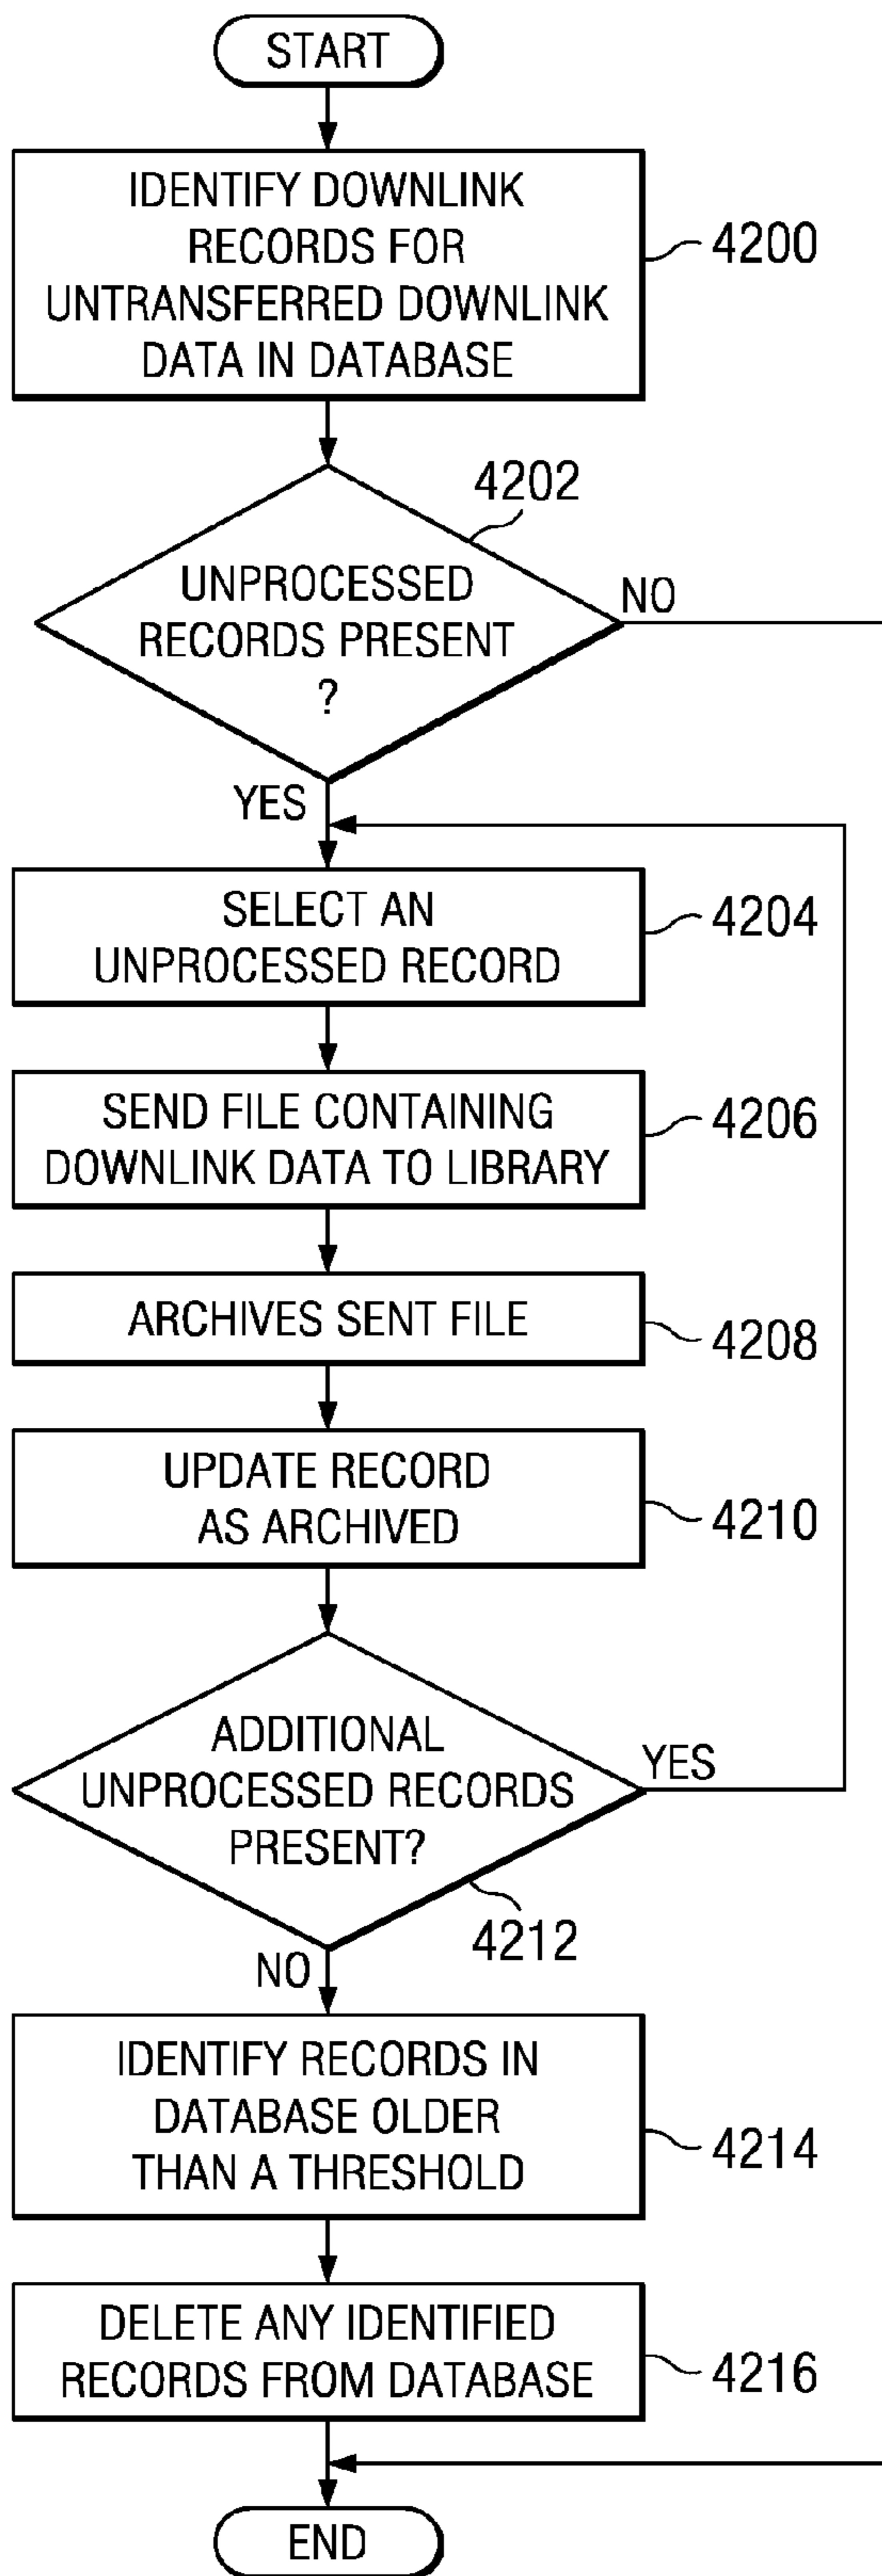 START
IDENTIFY DOWNLINK
RECORDS FOR
UNTRANSFERRED DOWNLINK
DATA IN DATABASE
4200
4202
UNPROCESSED
RECORDS PRESENT
?
NO
YES
SELECT AN
UNPROCESSED RECORD
4204
SEND FILE CONTAINING
DOWNLINK DATA TO LIBRARY
4206
ARCHIVES SENT FILE
4208
UPDATE RECORD
AS ARCHIVED
4210
ADDITIONAL
UNPROCESSED RECORDS
PRESENT?
YES
4212
NO
IDENTIFY RECORDS IN
DATABASE OLDER
THAN A THRESHOLD
4214
DELETE ANY IDENTIFIED
RECORDS FROM DATABASE
4216
END